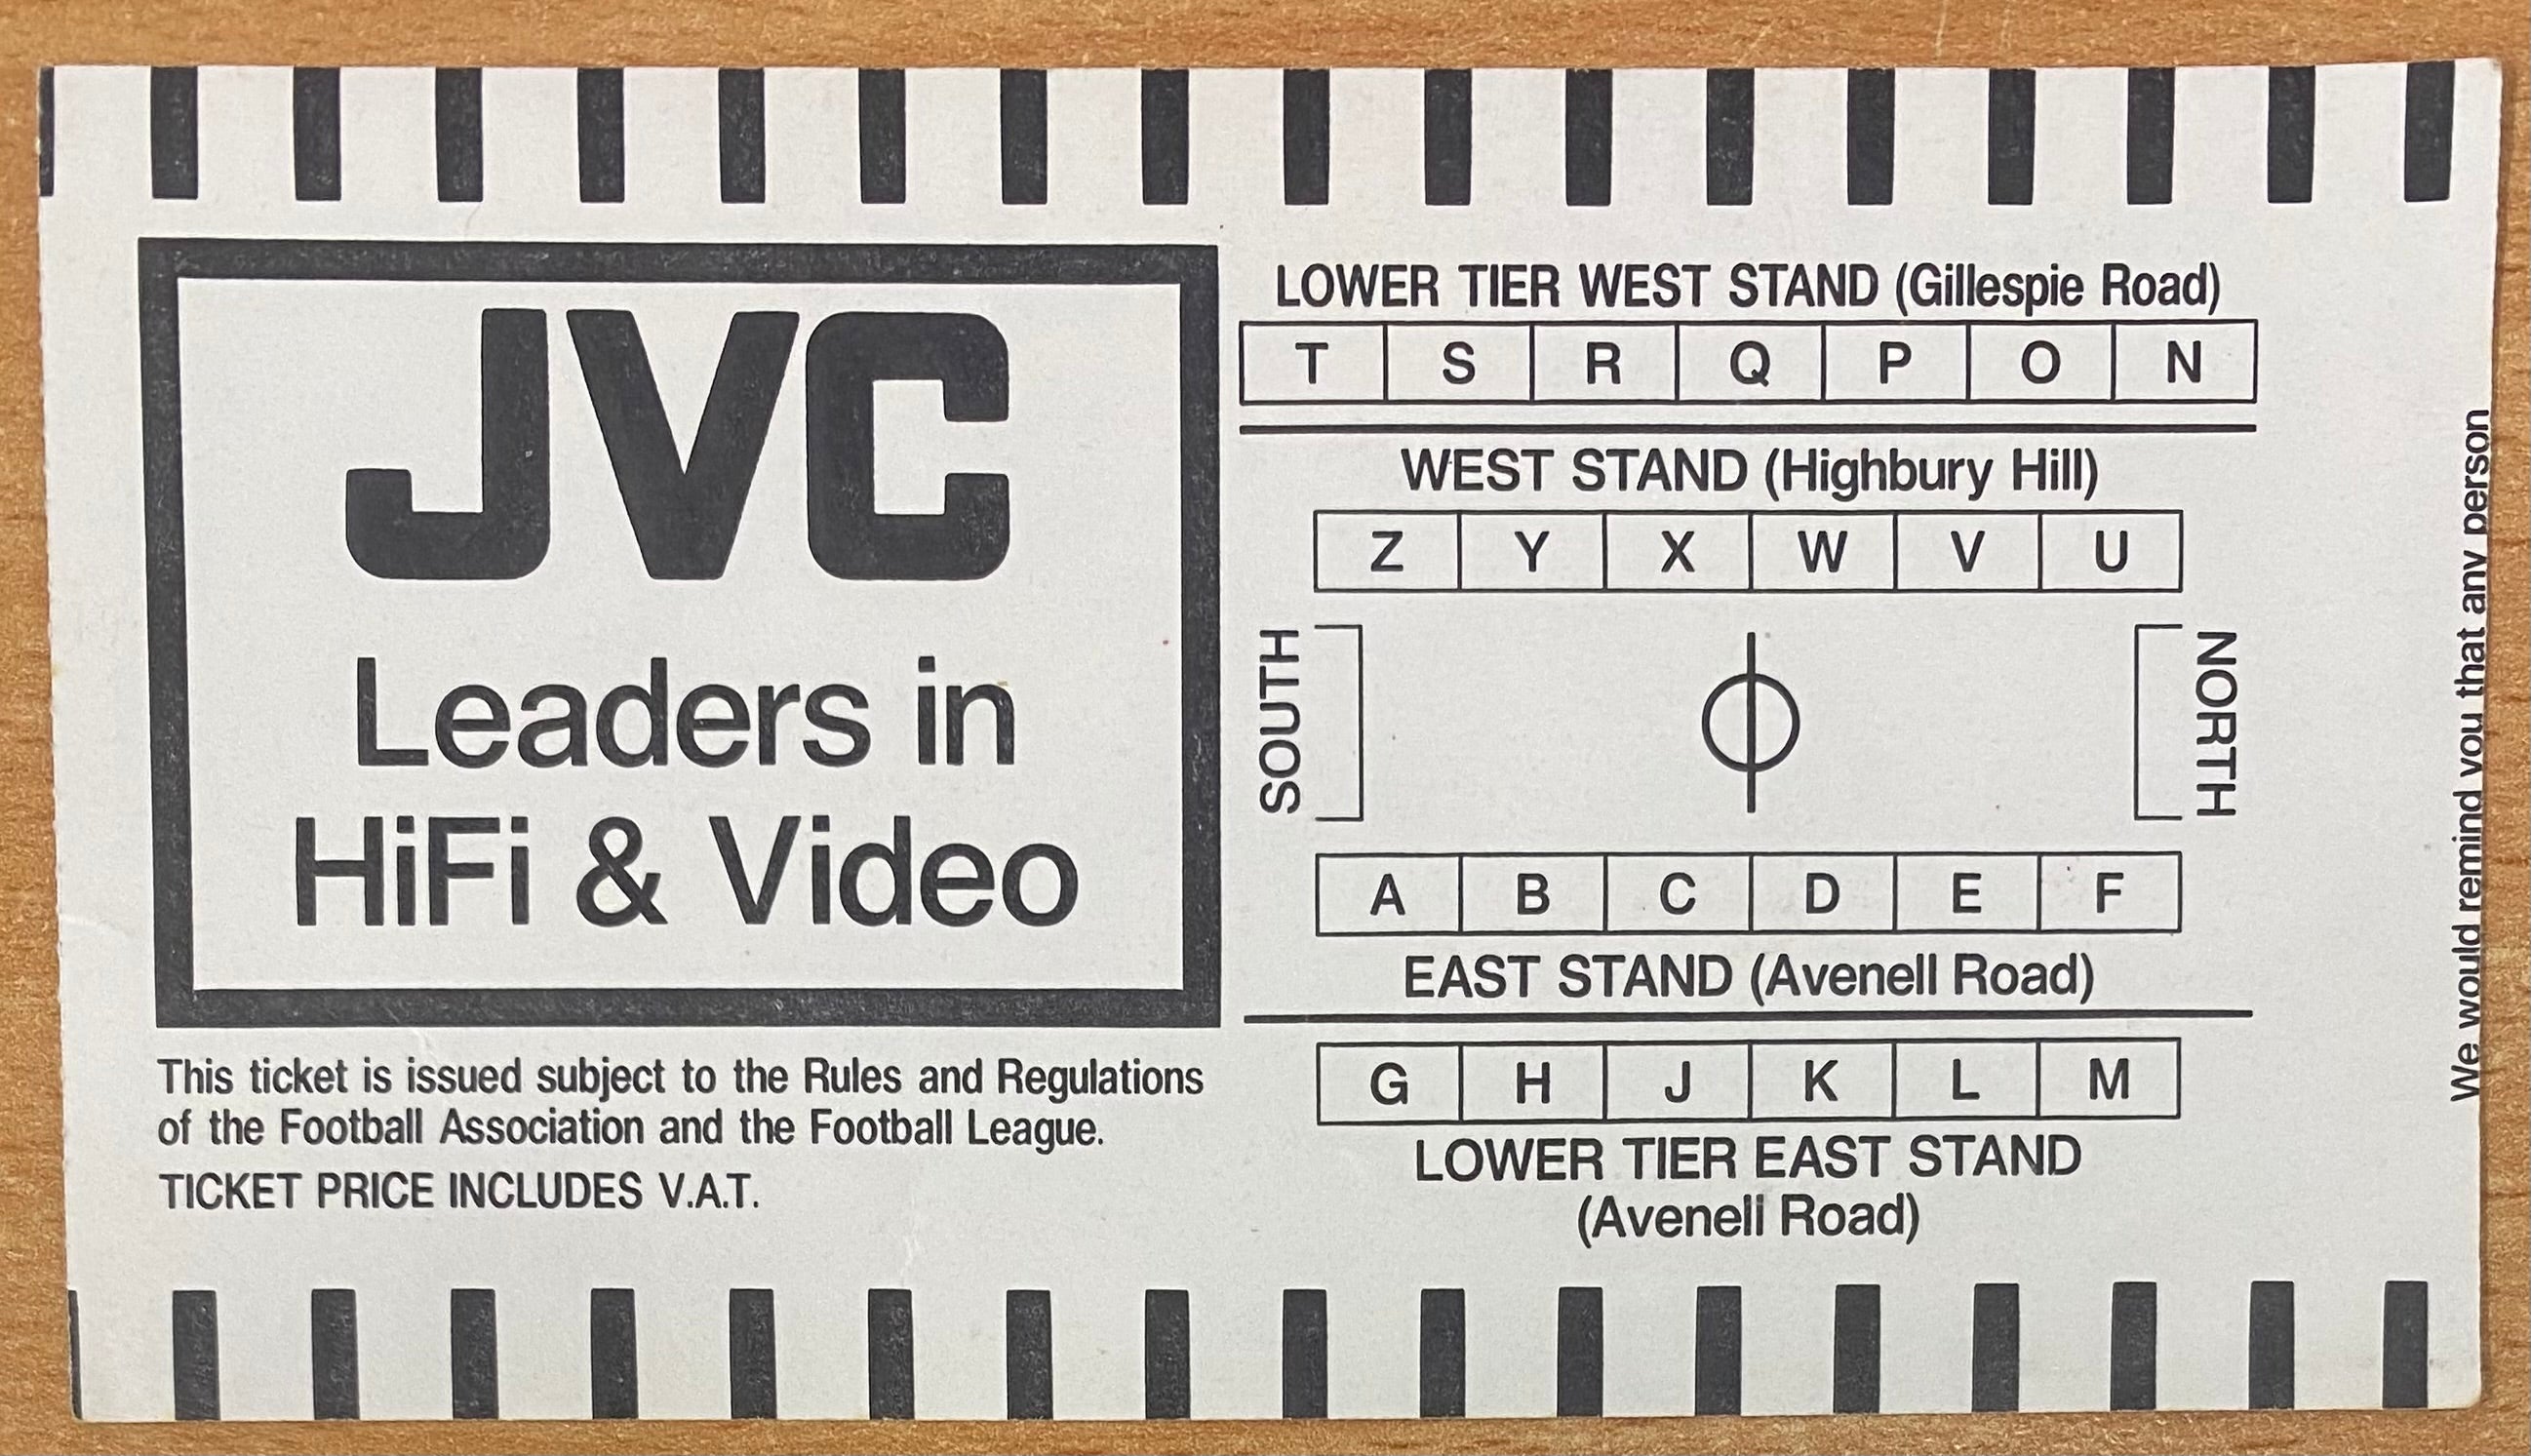 JVC
Leaders in
HiFi & Video
This ticket is issued subject to the Rules and Regulations
of the Football Association and the Football League.
TICKET PRICE INCLUDES V.A.T.
LOWER TIER WEST STAND (Gillespie Road)
T S R Q P O N
WEST STAND (Highbury Hill)
Z Y X W V U
SOUTH
NORTH
A B C D E F
EAST STAND (Avenell Road)
G H J K L M
LOWER TIER EAST STAND
(Avenell Road)
We would remind you that any person